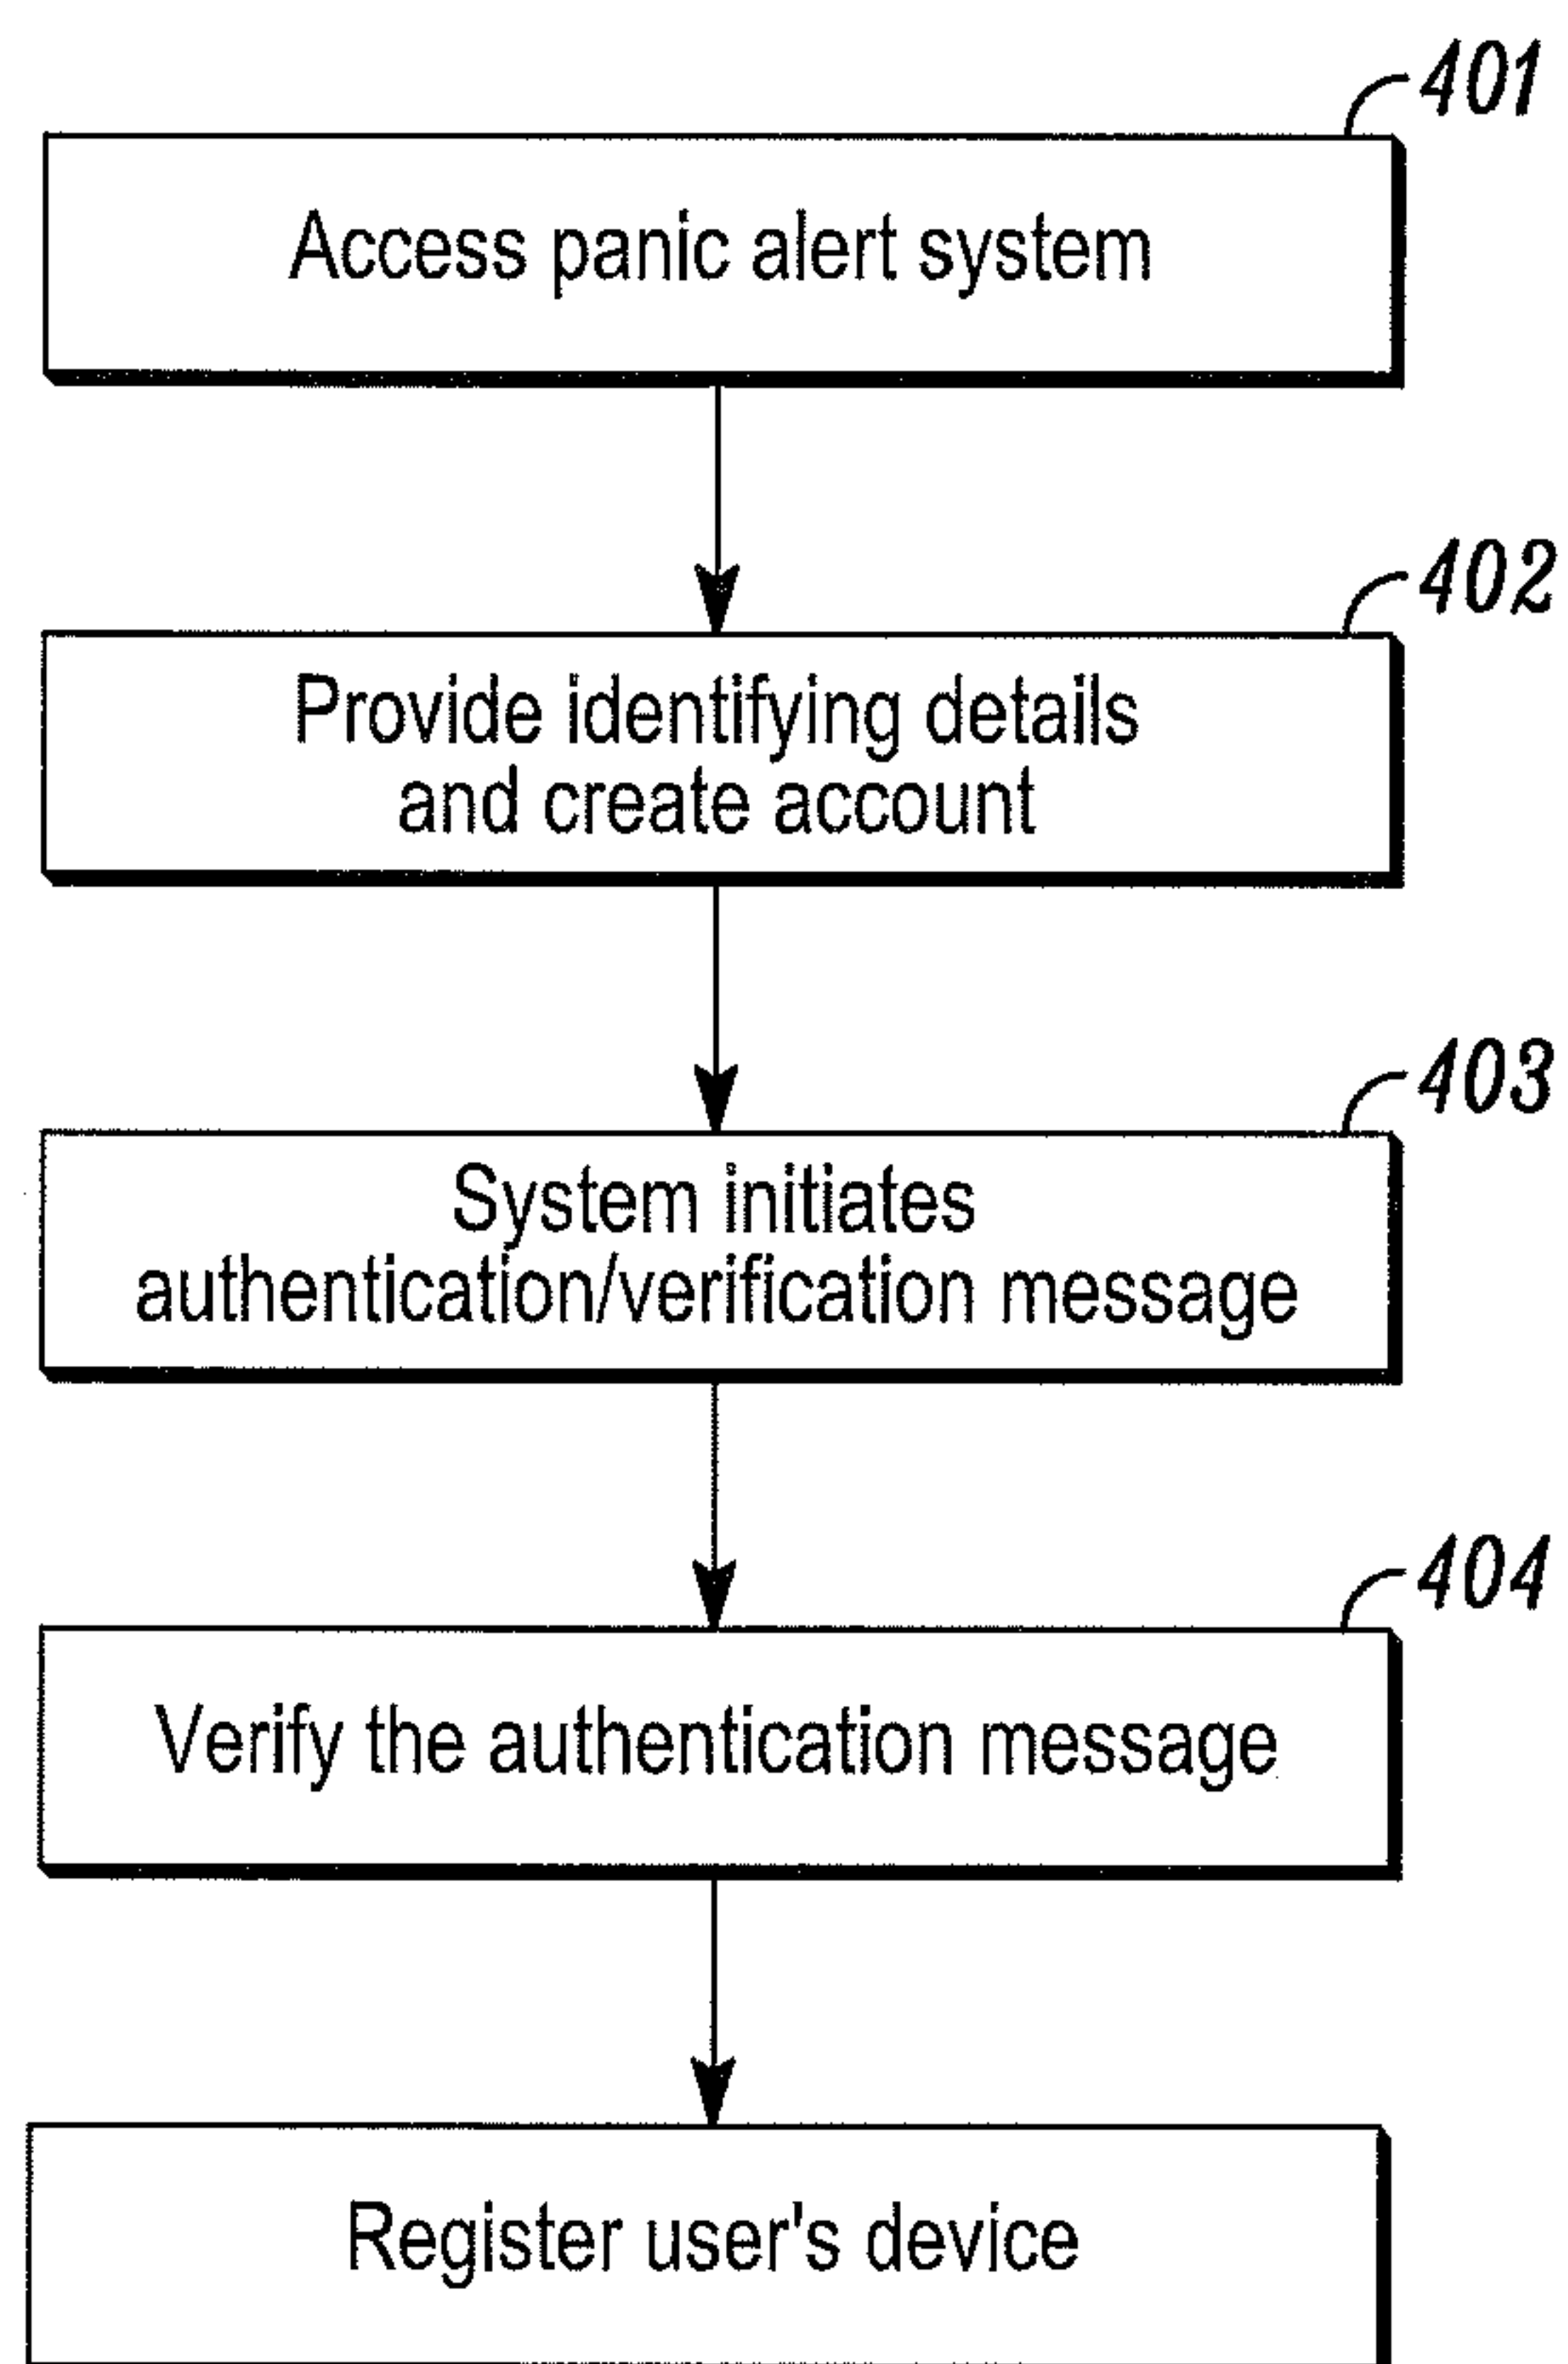 401
Access panic alert system
402
Provide identifying details
and create account
403
System initiates
authentication/verification message
404
Verify the authentication message
Register user's device